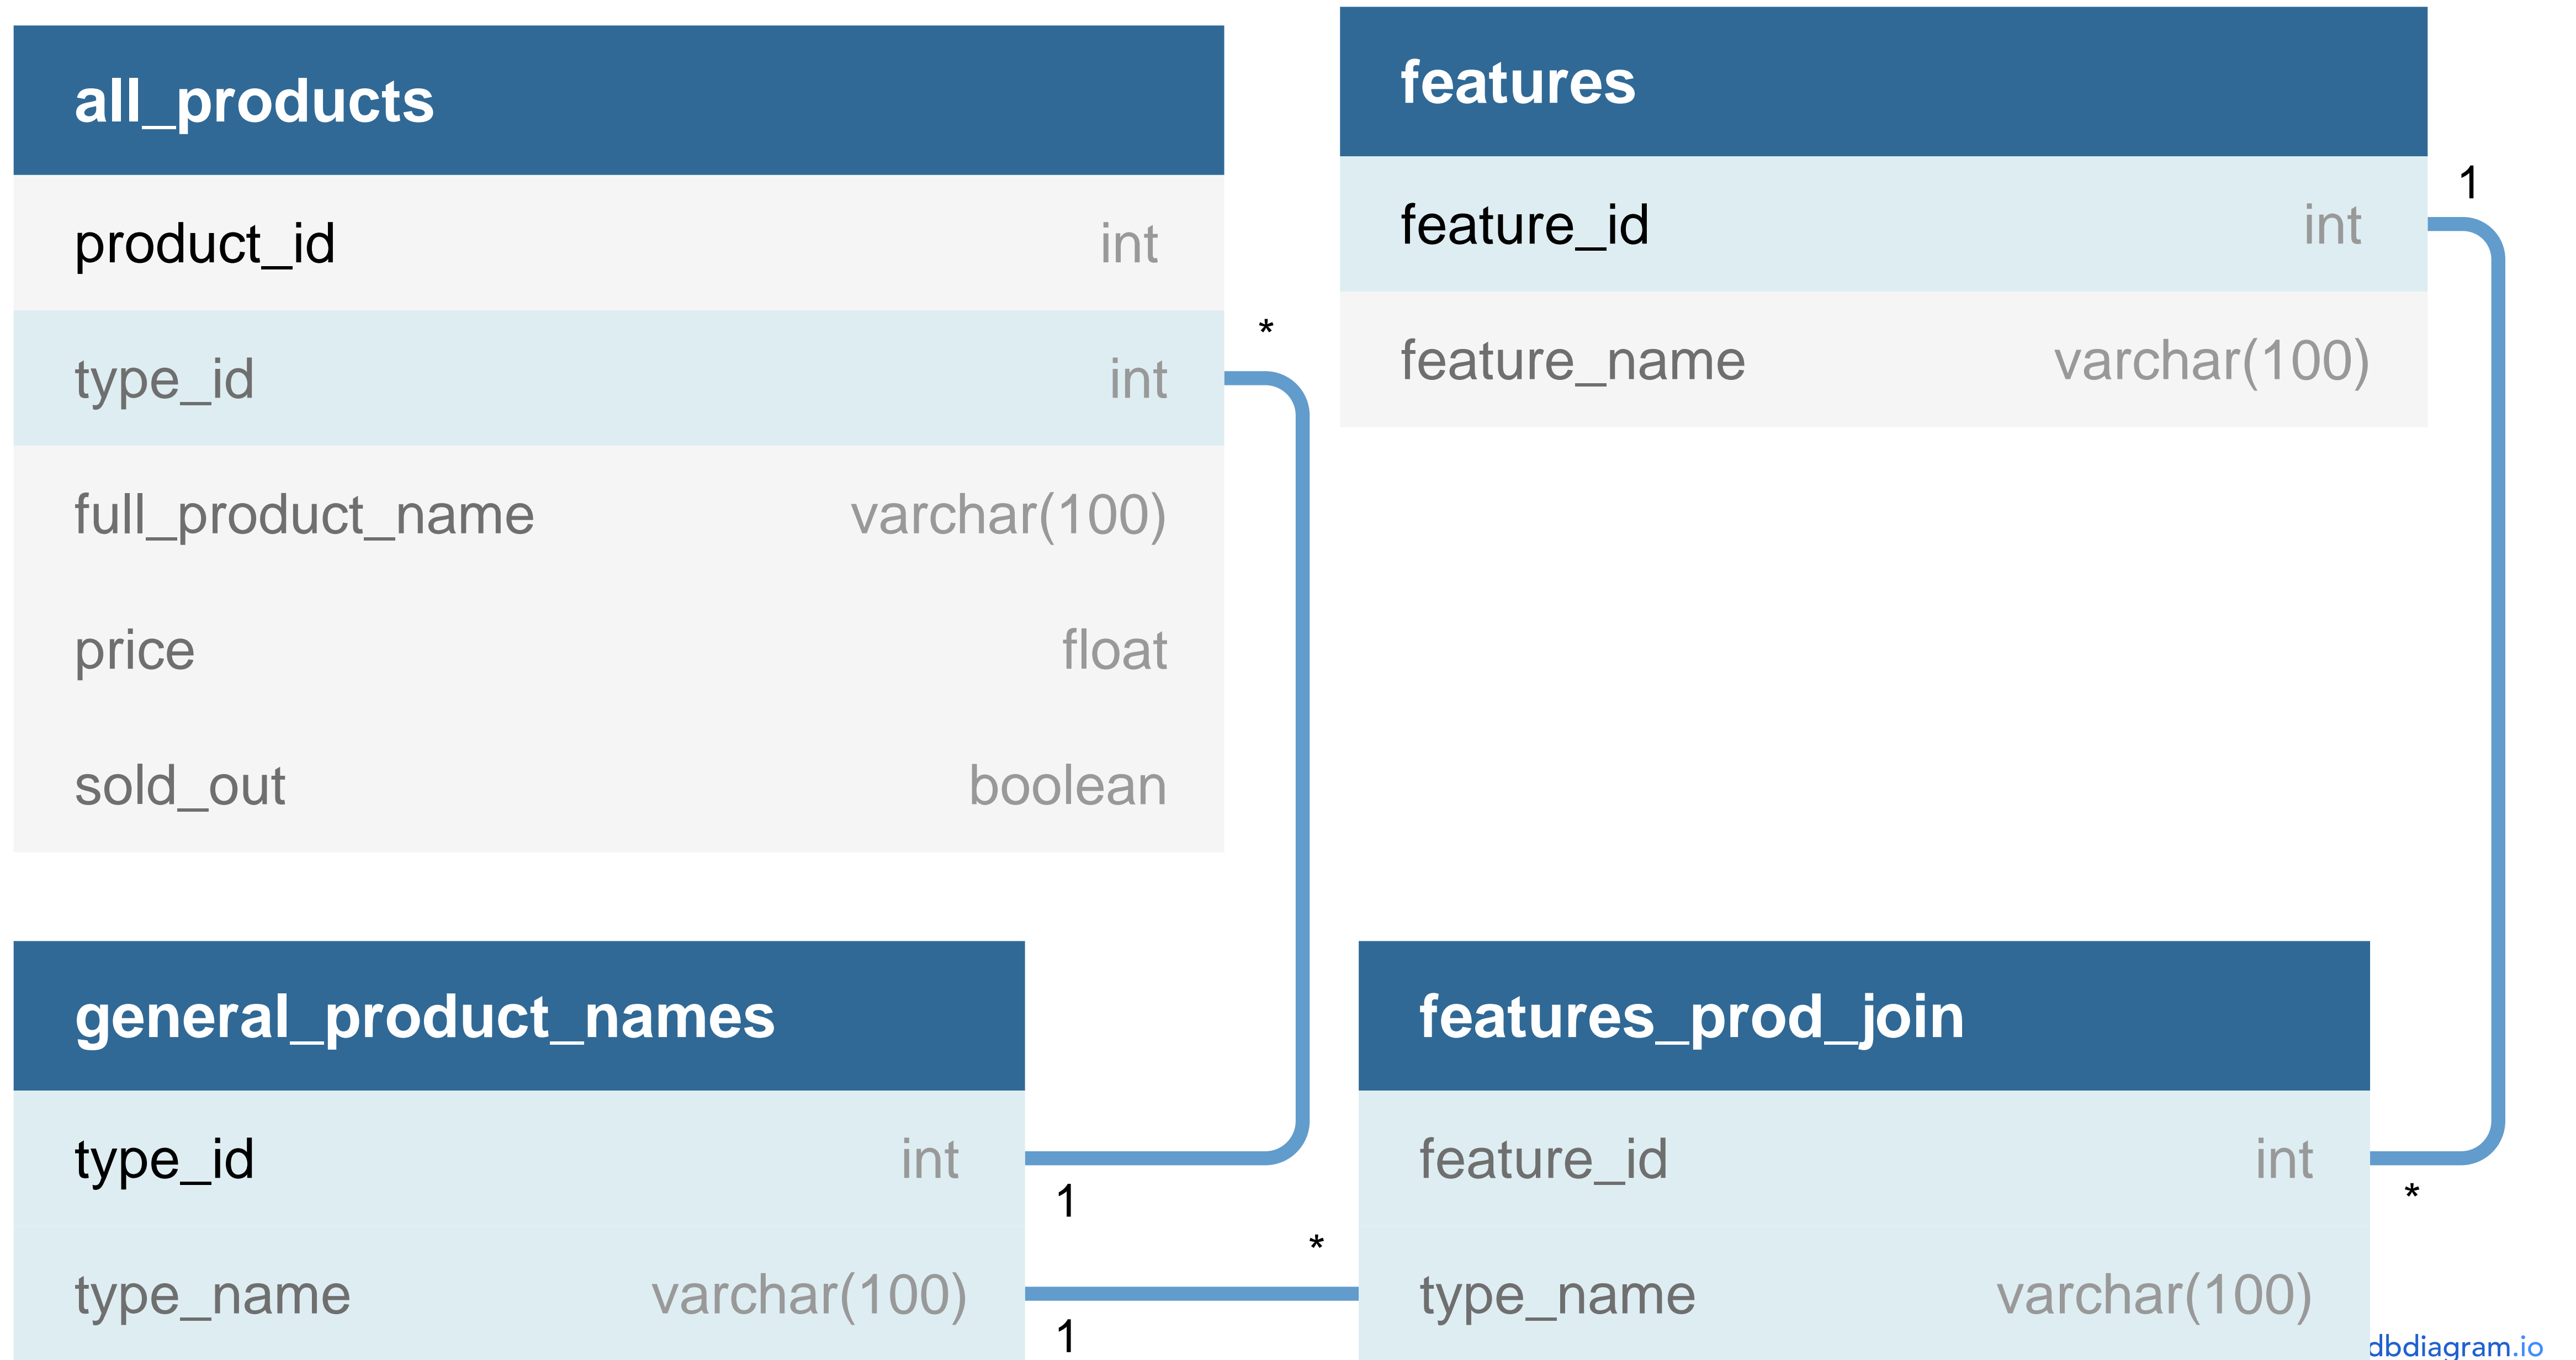 all_products
product_id int
type_id int
full_product_name varchar(100)
price float
sold_out boolean
*
features
feature_id int
feature_name varchar(100)
1
general_product_names
type_id int
type_name varchar(100)
1
*
1
features_prod_join
feature_id int
type_name varchar(100)
*
dbdiagram.io